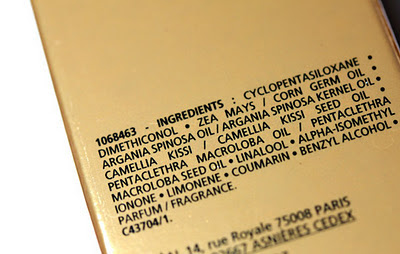 1068463 - INGREDIENTS : CYCLOPENTASILOXANE •
DIMETHICONOL • ZEA MAYS / CORN GERM OIL •
ARGANIA SPINOSA OIL / ARGANIA SPINOSA KERNEL OIL •
CAMELLIA KISSI / CAMELLIA KISSI SEED OIL •
PENTACLETHRA MACROLOBA OIL / PENTACLETHRA
MACROLOBA SEED OIL • LINALOOL • ALPHA-ISOMETHYL
IONONE • LIMONENE • COUMARIN • BENZYL ALCOHOL •
PARFUM / FRAGRANCE.
C43704/1.
14, rue Royale 75008 PARIS
ASNIÈRES CEDEX